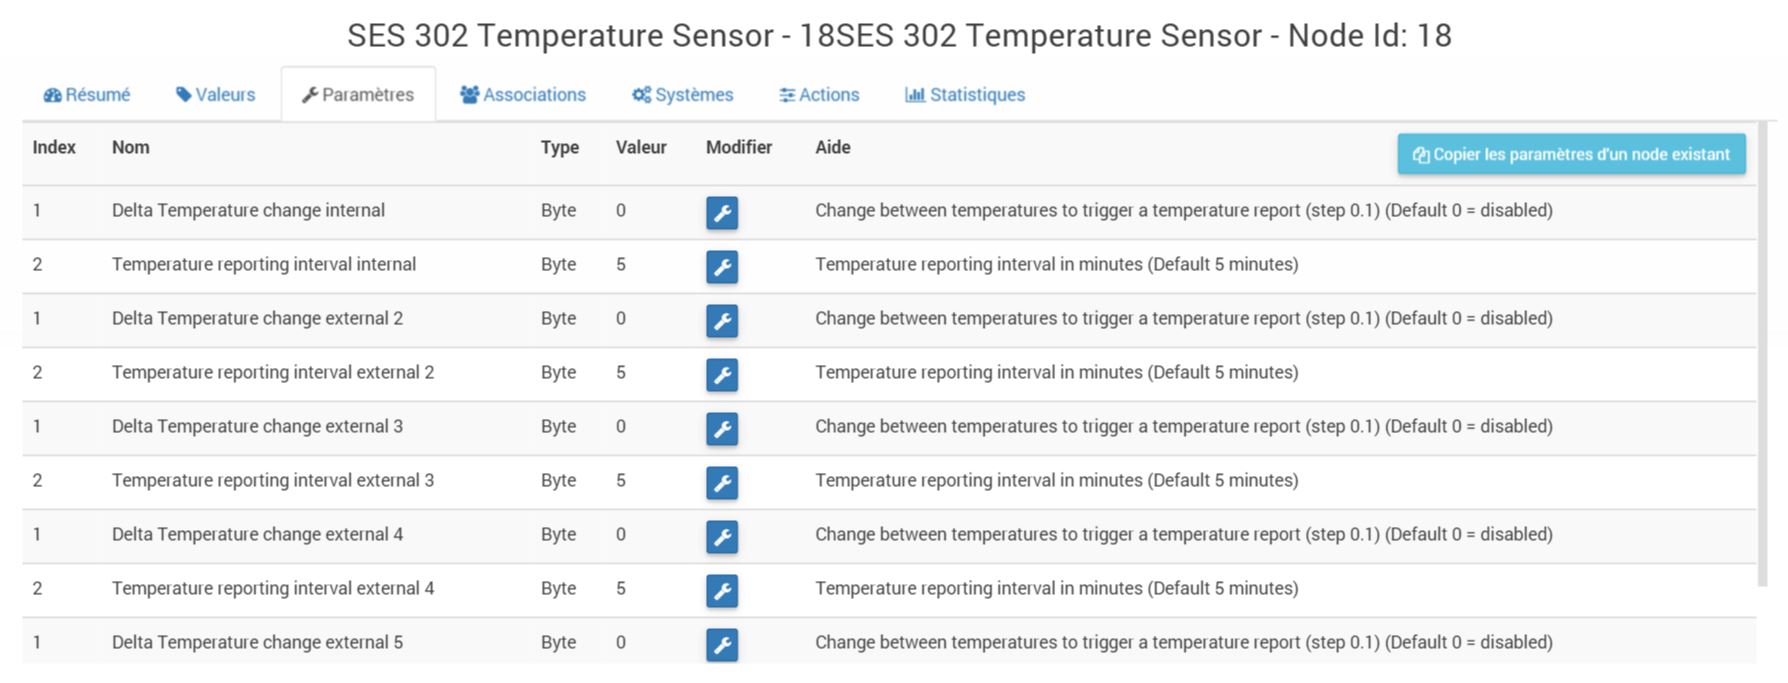 SES 302 Temperature Sensor - 18SES 302 Temperature Sensor - Node Id: 18
Résumé Valeurs Paramètres Associations Systèmes Actions Statistiques
Index Nom Type Valeur Modifier Aide Copier les paramètres d'un node existant
1 Delta Temperature change internal Byte 0 Change between temperatures to trigger a temperature report (step 0.1) (Default 0 = disabled)
2 Temperature reporting interval internal Byte 5 Temperature reporting interval in minutes (Default 5 minutes)
1 Delta Temperature change external 2 Byte 0 Change between temperatures to trigger a temperature report (step 0.1) (Default 0 = disabled)
2 Temperature reporting interval external 2 Byte 5 Temperature reporting interval in minutes (Default 5 minutes)
1 Delta Temperature change external 3 Byte 0 Change between temperatures to trigger a temperature report (step 0.1) (Default 0 = disabled)
2 Temperature reporting interval external 3 Byte 5 Temperature reporting interval in minutes (Default 5 minutes)
1 Delta Temperature change external 4 Byte 0 Change between temperatures to trigger a temperature report (step 0.1) (Default 0 = disabled)
2 Temperature reporting interval external 4 Byte 5 Temperature reporting interval in minutes (Default 5 minutes)
1 Delta Temperature change external 5 Byte 0 Change between temperatures to trigger a temperature report (step 0.1) (Default 0 = disabled)